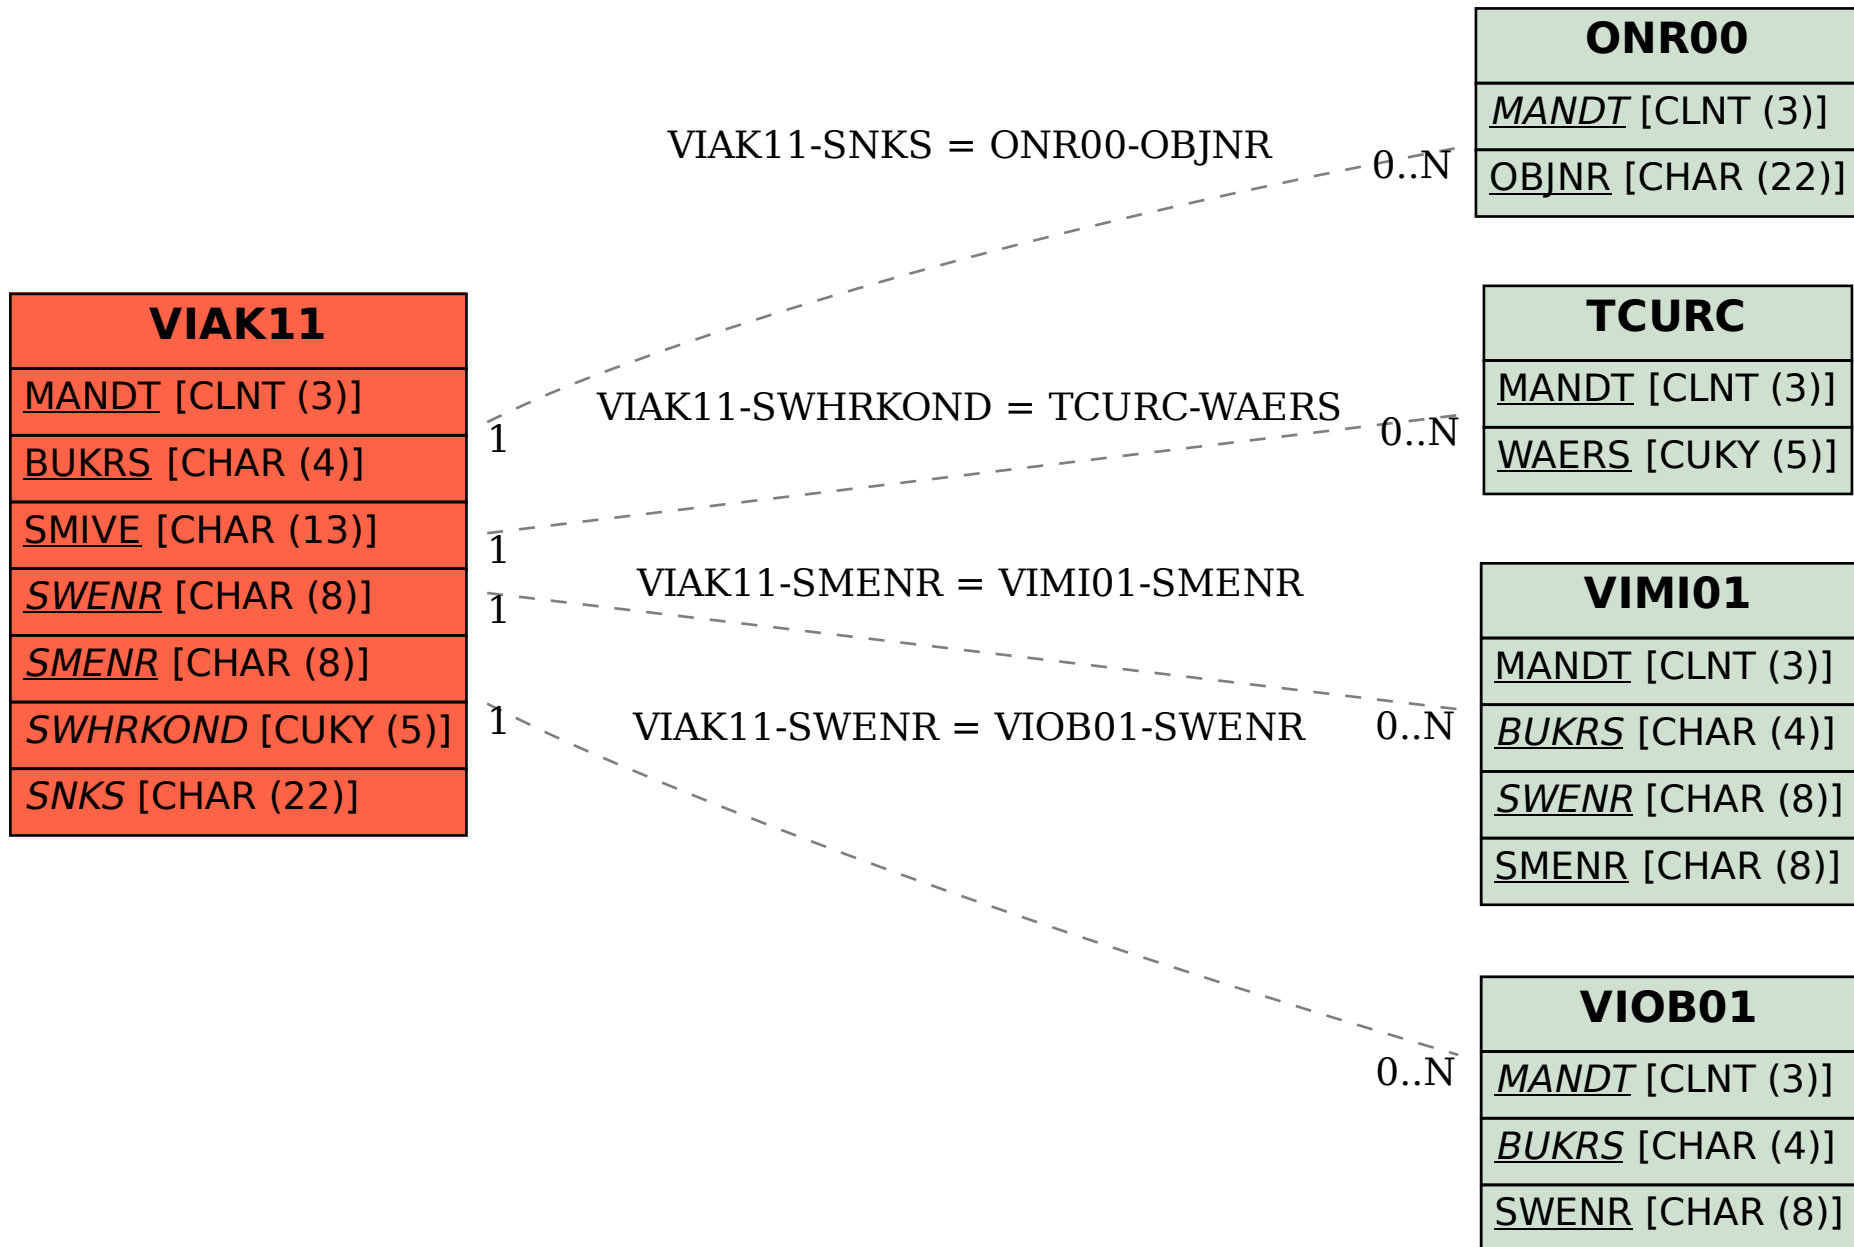 VIAK11
MANDT [CLNT (3)]
BUKRS [CHAR (4)]
SMIVE [CHAR (13)]
SWENR [CHAR (8)]
SMENR [CHAR (8)]
SWHRKOND [CUKY (5)]
SNKS [CHAR (22)]
VIAK11-SNKS = ONR00-OBJNR
0..N
1
VIAK11-SWHRKOND = TCURC-WAERS
0..N
1
VIAK11-SMENR = VIMI01-SMENR
1
0..N
VIAK11-SWENR = VIOB01-SWENR
1
0..N
ONR00
MANDT [CLNT (3)]
OBJNR [CHAR (22)]
TCURC
MANDT [CLNT (3)]
WAERS [CUKY (5)]
VIMI01
MANDT [CLNT (3)]
BUKRS [CHAR (4)]
SWENR [CHAR (8)]
SMENR [CHAR (8)]
VIOB01
MANDT [CLNT (3)]
BUKRS [CHAR (4)]
SWENR [CHAR (8)]